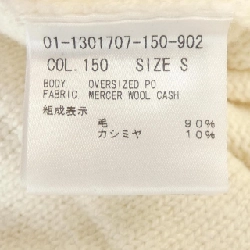 01-1301707-150-902
COL.150 SIZE S
BODY OVERSIZED PO
FABRIC MERCER WOOL CASH
組成表示
毛 90%
カシミヤ 10%